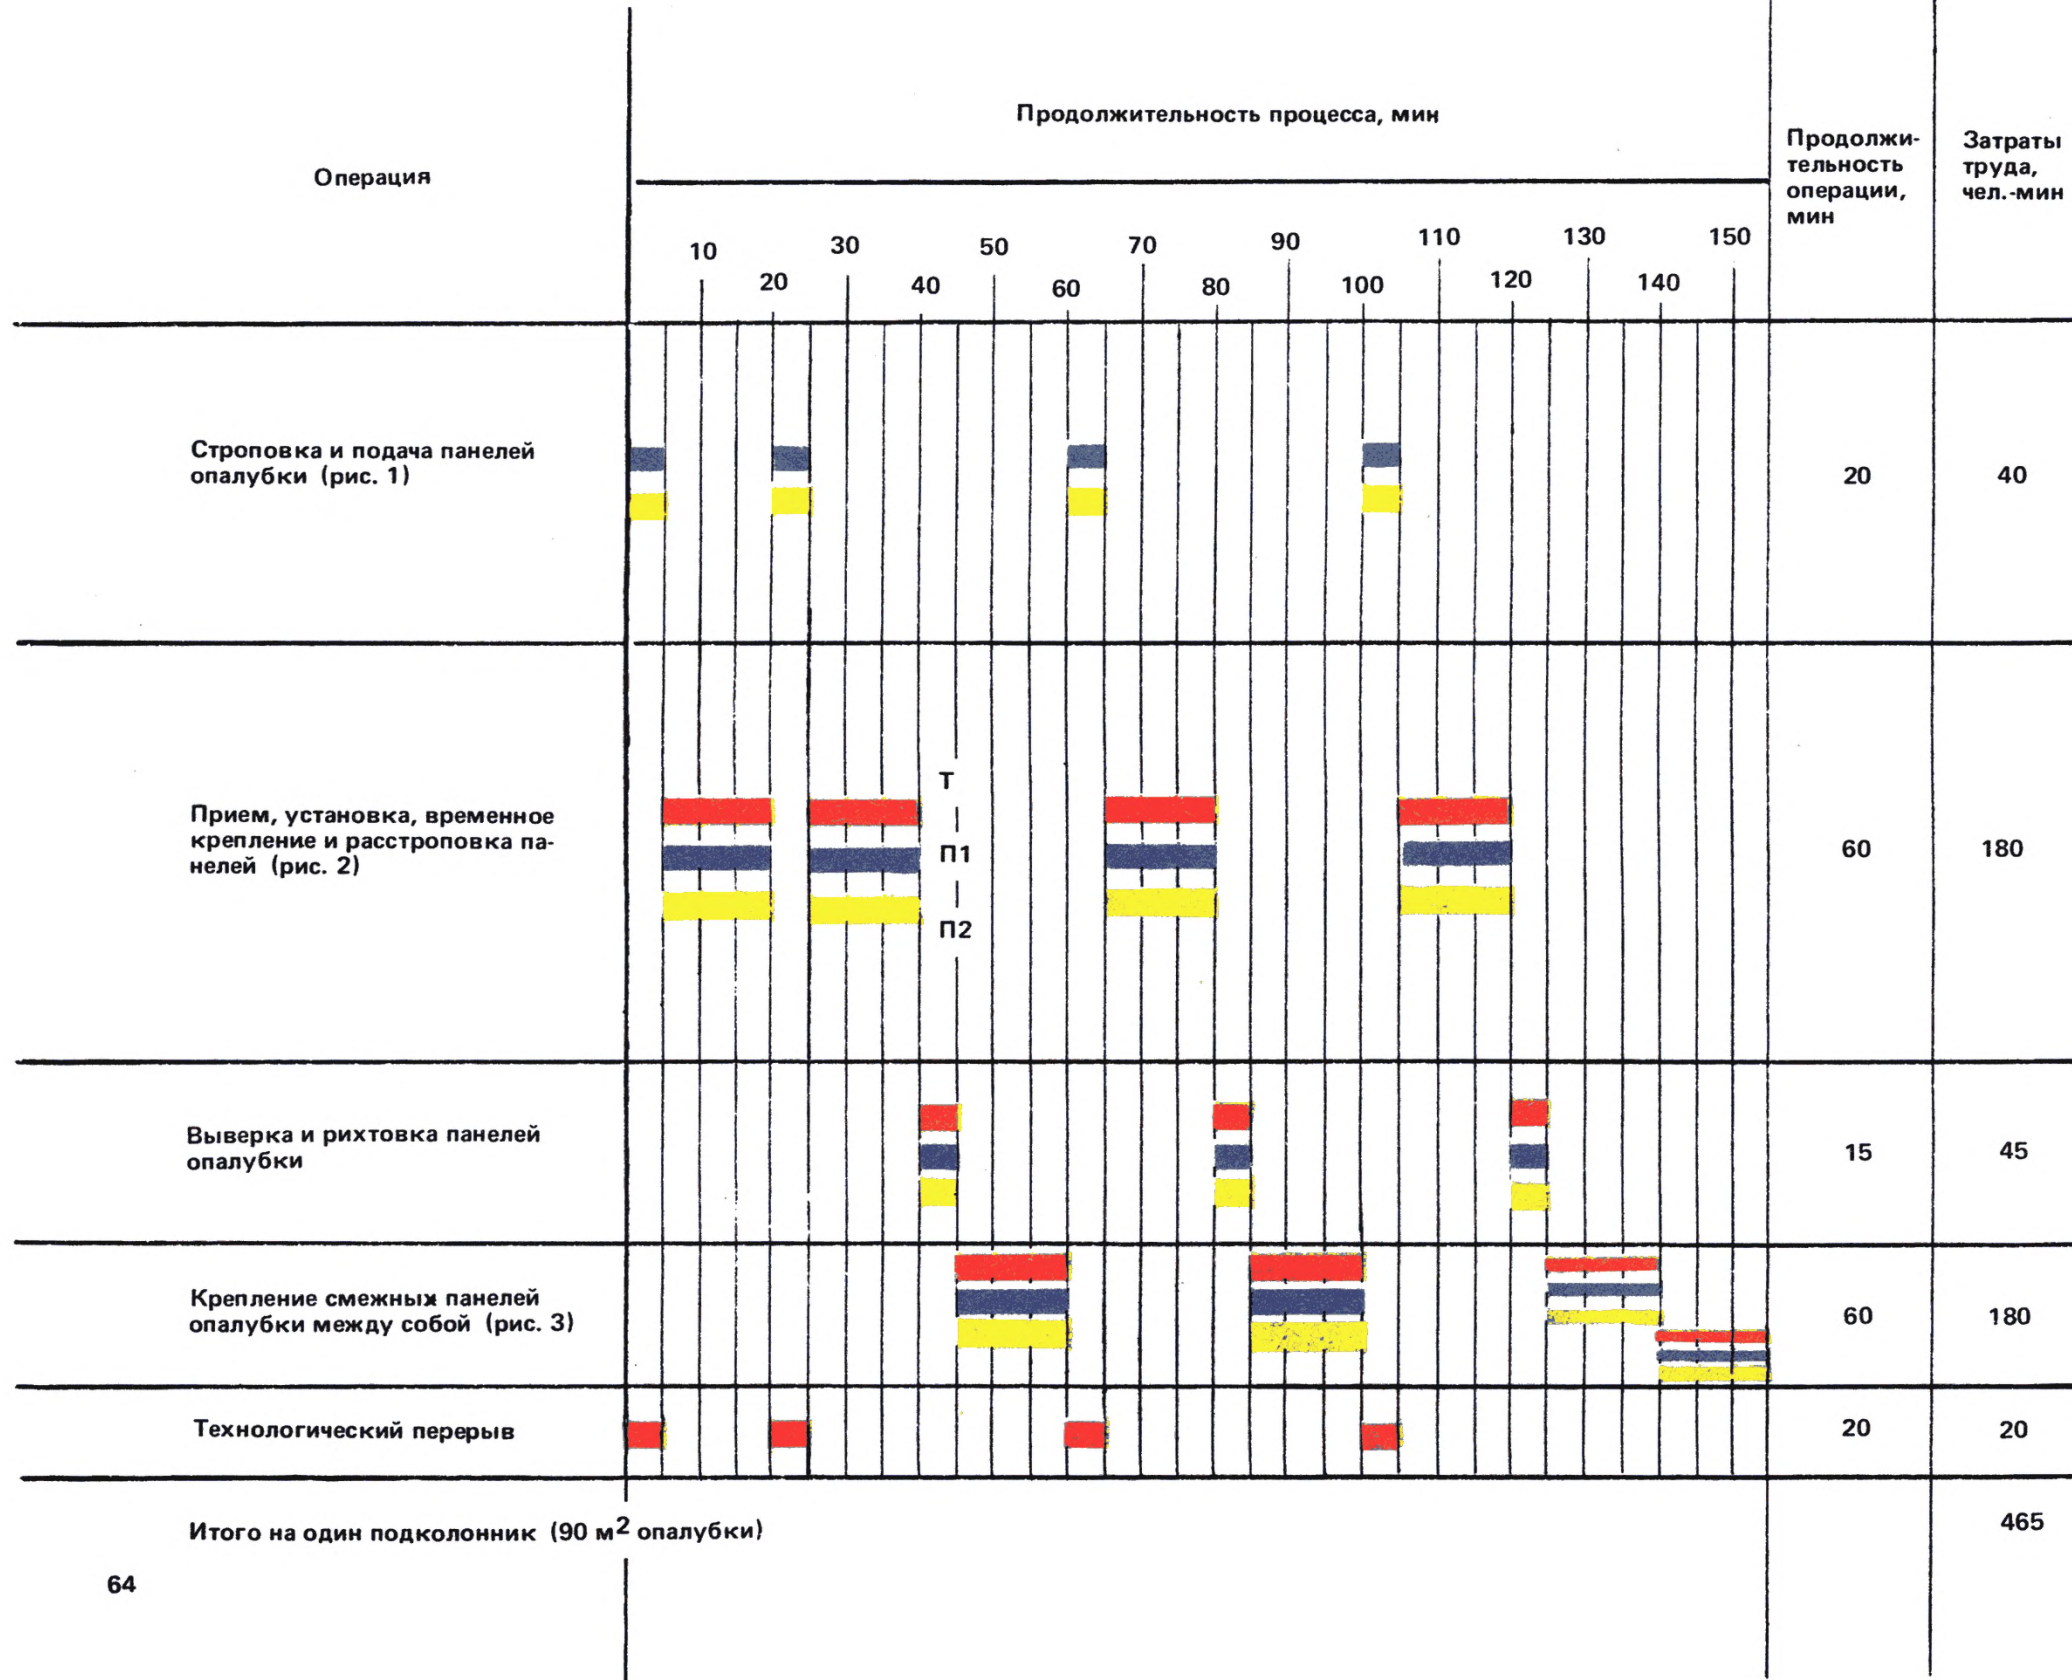 Операция
Продолжительность процесса, мин
Продолжи-
тельность
операции,
мин
Затраты
труда,
чел.-мин
10 30 50 70 90 110 130 150
20 40 60 80 100 120 140
Строповка и подача панелей
опалубки (рис. 1)
20 40
Т
Прием, установка, временное
крепление и расстроповка па-
нелей (рис. 2)
П1
60 180
П2
Выверка и рихтовка панелей
опалубки
15 45
Крепление смежных панелей
опалубки между собой (рис. 3)
60 180
Технологический перерыв
20 20
Итого на один подколонник (90 м² опалубки)
465
64